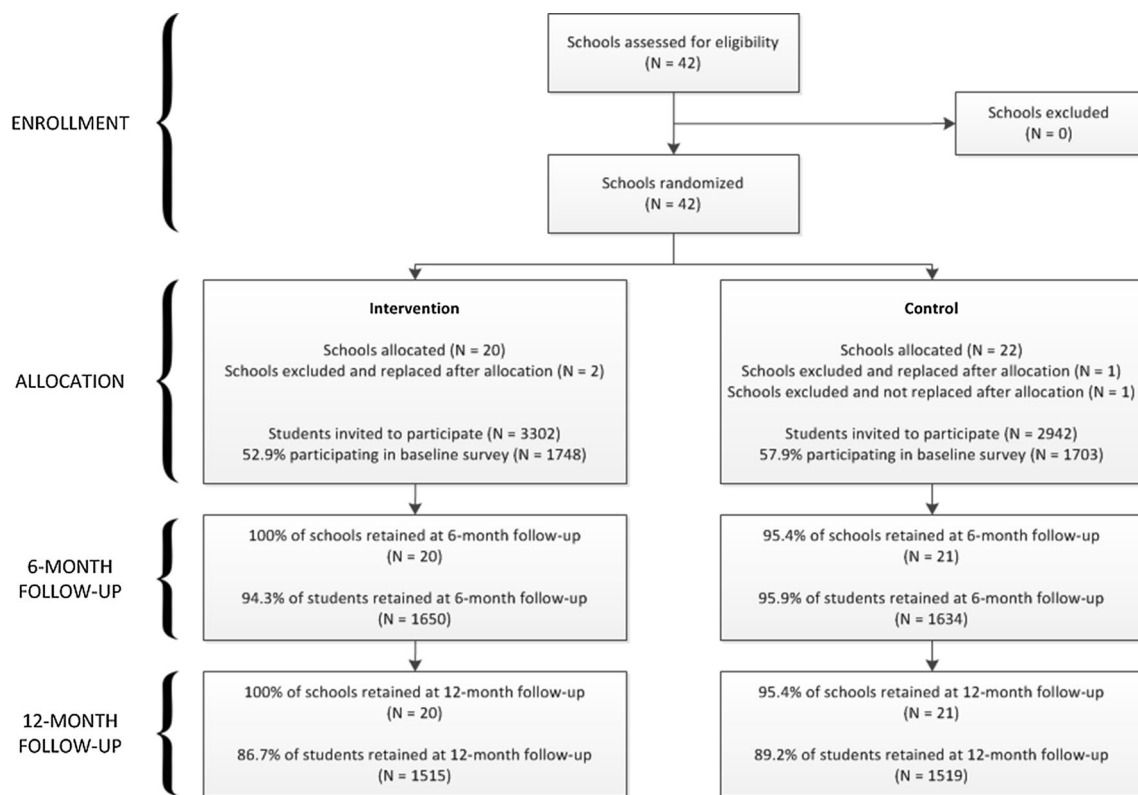 ENROLLMENT
Schools assessed for eligibility
(N = 42)
Schools excluded
(N = 0)
Schools randomized
(N = 42)
ALLOCATION
Intervention
Schools allocated (N = 20)
Schools excluded and replaced after allocation (N = 2)
Students invited to participate (N = 3302)
52.9% participating in baseline survey (N = 1748)
Control
Schools allocated (N = 22)
Schools excluded and replaced after allocation (N = 1)
Schools excluded and not replaced after allocation (N = 1)
Students invited to participate (N = 2942)
57.9% participating in baseline survey (N = 1703)
6-MONTH
FOLLOW-UP
100% of schools retained at 6-month follow-up
(N = 20)
94.3% of students retained at 6-month follow-up
(N = 1650)
95.4% of schools retained at 6-month follow-up
(N = 21)
95.9% of students retained at 6-month follow-up
(N = 1634)
12-MONTH
FOLLOW-UP
100% of schools retained at 12-month follow-up
(N = 20)
86.7% of students retained at 12-month follow-up
(N = 1515)
95.4% of schools retained at 12-month follow-up
(N = 21)
89.2% of students retained at 12-month follow-up
(N = 1519)